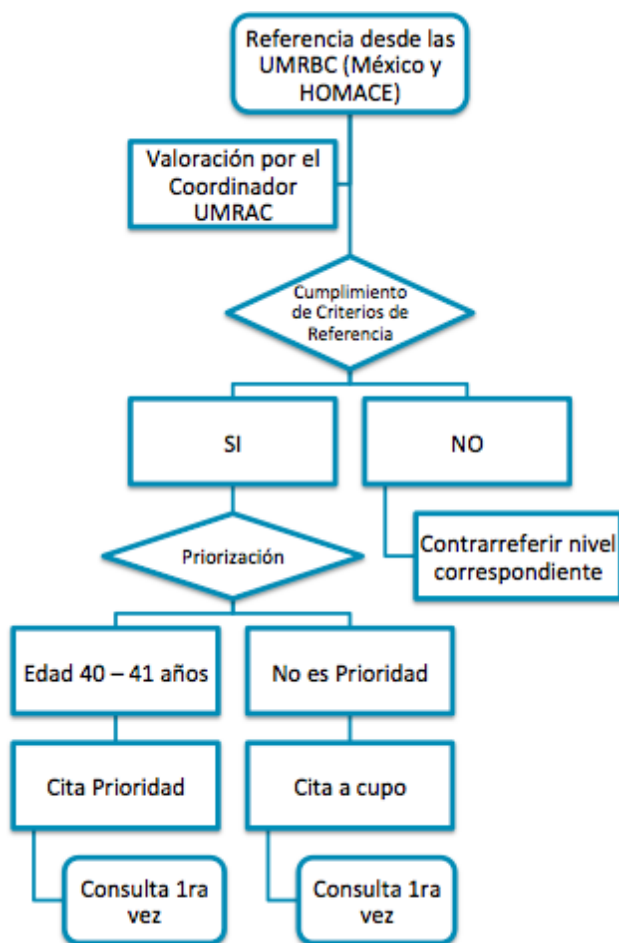 Referencia desde las
UMRBC (México y
HOMACE)
Valoración por el
Coordinador
UMRAC
Cumplimiento
de Criterios de
Referencia
SI
NO
Priorización
Contrarreferir nivel
correspondiente
Edad 40 – 41 años
No es Prioridad
Cita Prioridad
Cita a cupo
Consulta 1ra
vez
Consulta 1ra
vez